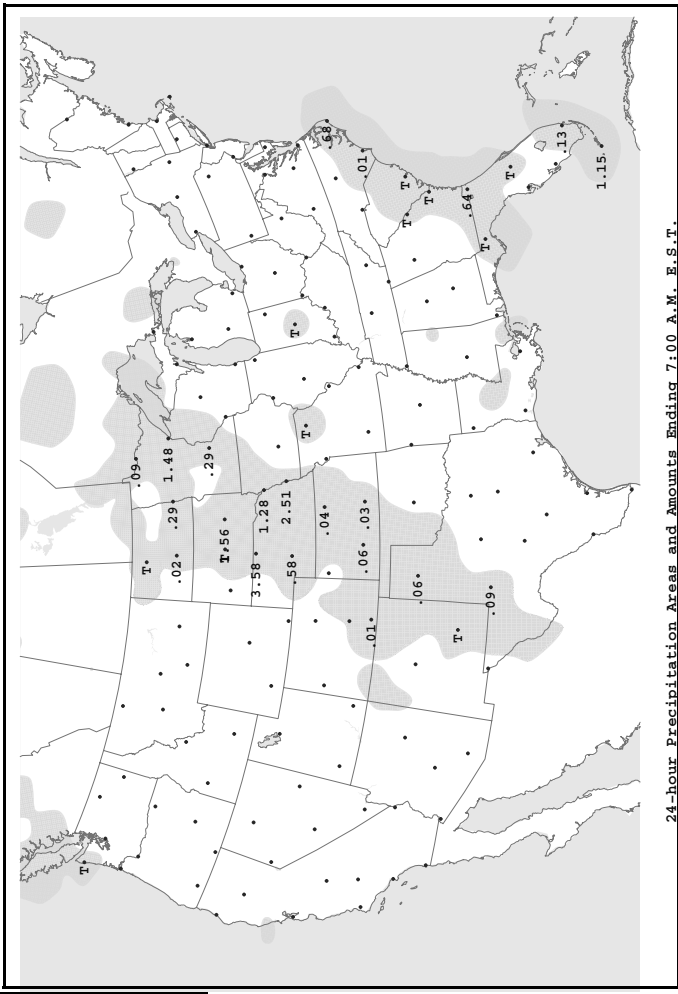 T
.09
T
1.48
.29
.02
.29
T .56
3.58
1.28
2.51
.58
T
T
.04
.68
.06
.03
.01
.01
T
T
.06
T
T
.64
T
.09
T
.13
1.15
24-hour Precipitation Areas and Amounts Ending 7:00 A.M. E.S.T.